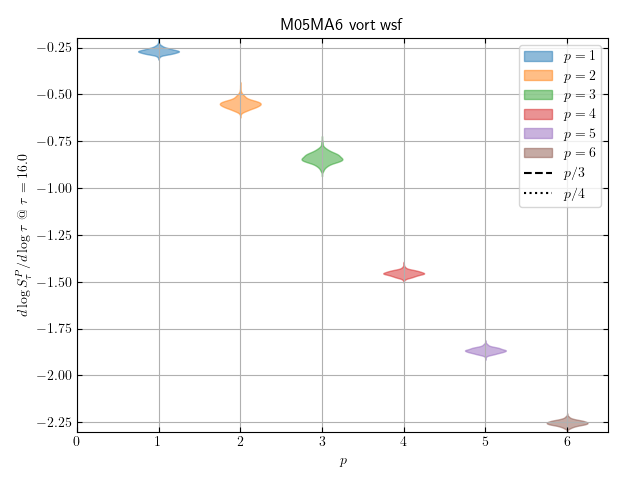 M05MA6 vort wsf
d log S_τ^P / d log τ @ τ = 16.0
−0.25
−0.50
−0.75
−1.00
−1.25
−1.50
−1.75
−2.00
−2.25
p = 1
p = 2
p = 3
p = 4
p = 5
p = 6
p/3
p/4
0 1 2 3 4 5 6
p